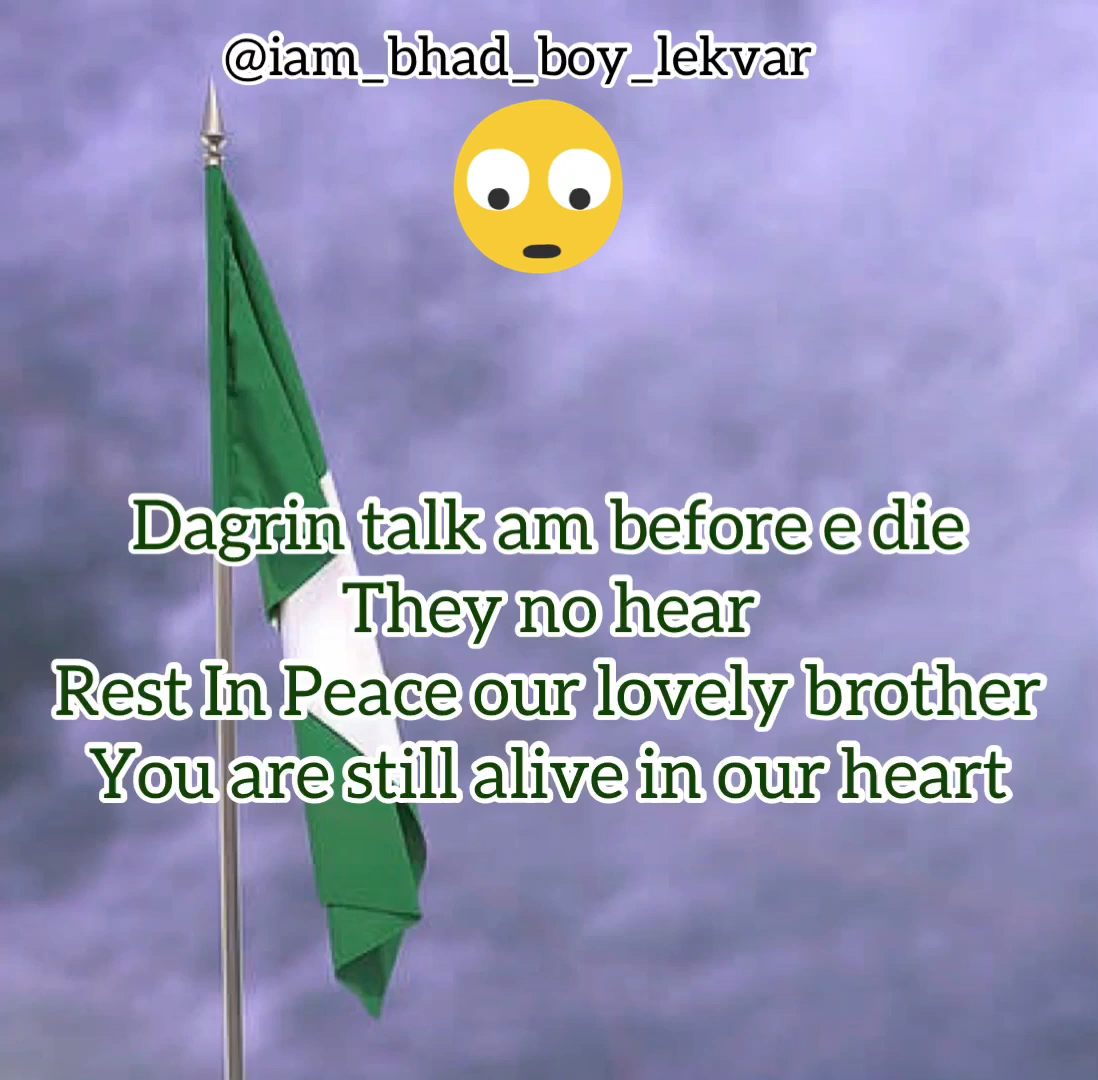 @iam_bhad_boy_lekvar
Dagrin talk am before e die
They no hear
Rest In Peace our lovely brother
You are still alive in our heart